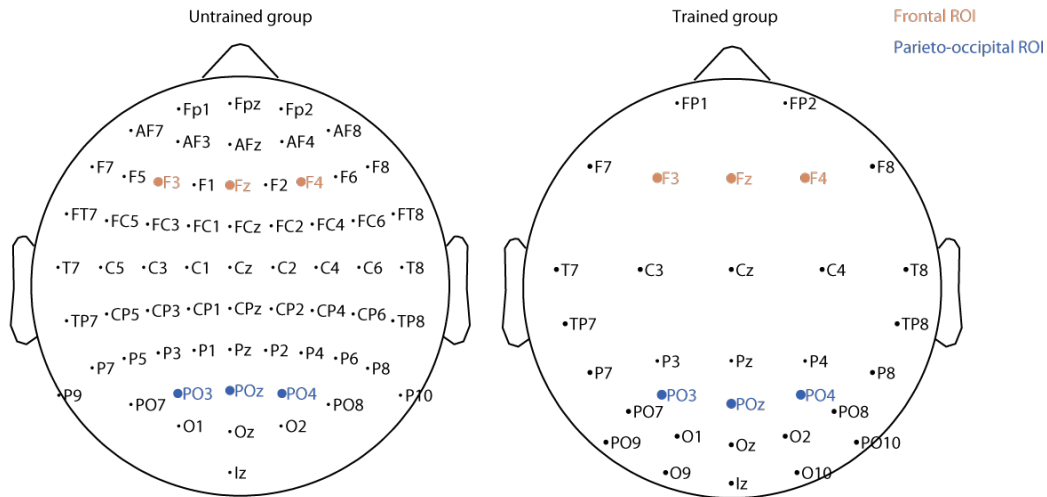 Untrained group
Fp1 Fpz Fp2
AF7 AF3 AFz AF4 AF8
F7 F5 F3 F1 Fz F2 F4 F6 F8
FT7 FC5 FC3 FC1 FCz FC2 FC4 FC6 FT8
T7 C5 C3 C1 Cz C2 C4 C6 T8
TP7 CP5 CP3 CP1 CPz CP2 CP4 CP6 TP8
P7 P5 P3 P1 Pz P2 P4 P6 P8
P9 PO7 PO3 POz PO4 PO8 P10
O1 Oz O2
Iz
Trained group
FP1 FP2
F7 F3 Fz F4 F8
T7 C3 Cz C4 T8
TP7 TP8
P7 P3 Pz P4 P8
PO7 PO3 POz PO4 PO8
PO9 O1 Oz O2 PO10
O9 Iz O10
Frontal ROI
Parieto-occipital ROI